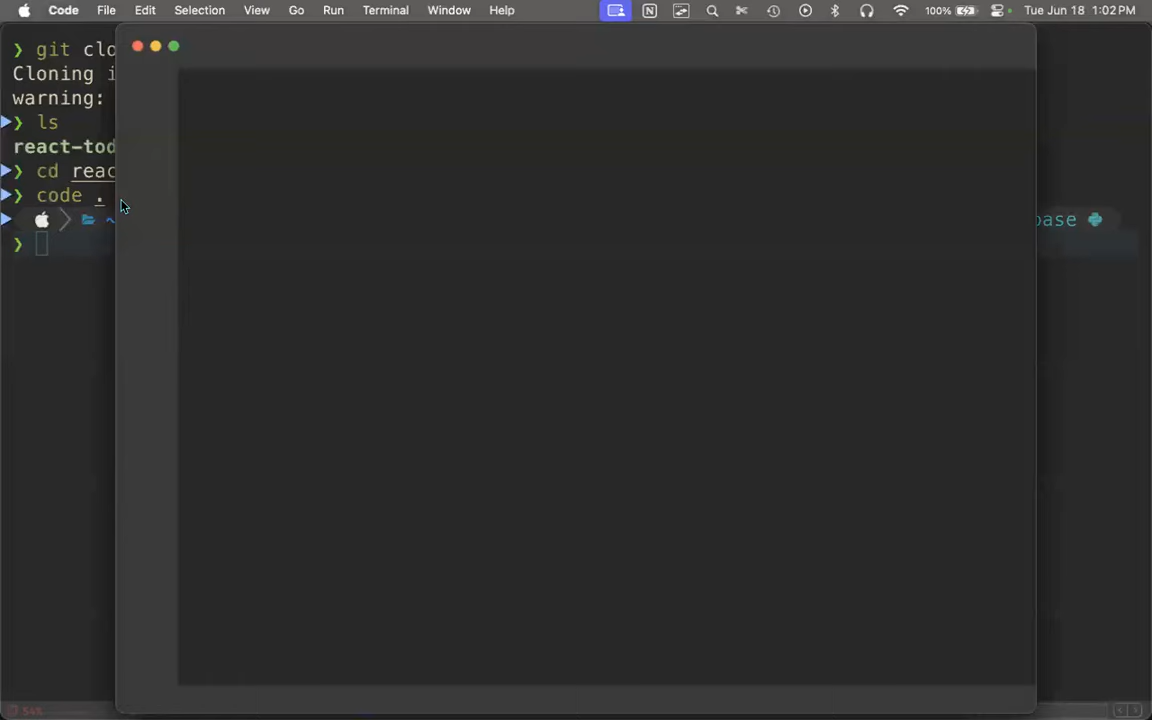 Code File Edit Selection View Go Run Terminal Window Help 100% Tue Jun 18 1:02 PM
❯ git clo
Cloning i
warning:
❯ ls
react-tod
❯ cd reac
❯ code .
~ base
❯
54%